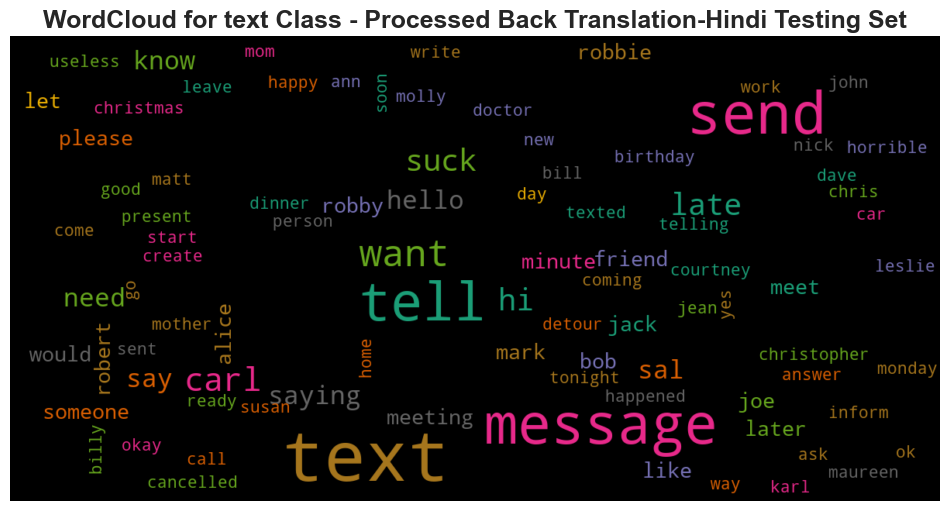 WordCloud for text Class - Processed Back Translation-Hindi Testing Set
mom
write
robbie
useless
know
happy
ann
soon
leave
work
john
let
christmas
molly
doctor
send
please
new
nick
horrible
suck
birthday
bill
dave
matt
good
day
chris
dinner
robby
hello
late
present
person
texted
car
telling
come
start
want
create
minute
friend
coming
courtney
leslie
go
need
tell
hi
meet
yes
jean
mother
detour
jack
robert
alice
would
sent
home
mark
bob
christopher
say
carl
sal
tonight
answer
monday
saying
happened
ready
susan
joe
someone
meeting
inform
message
later
billy
okay
text
call
ask
ok
like
maureen
cancelled
way
karl